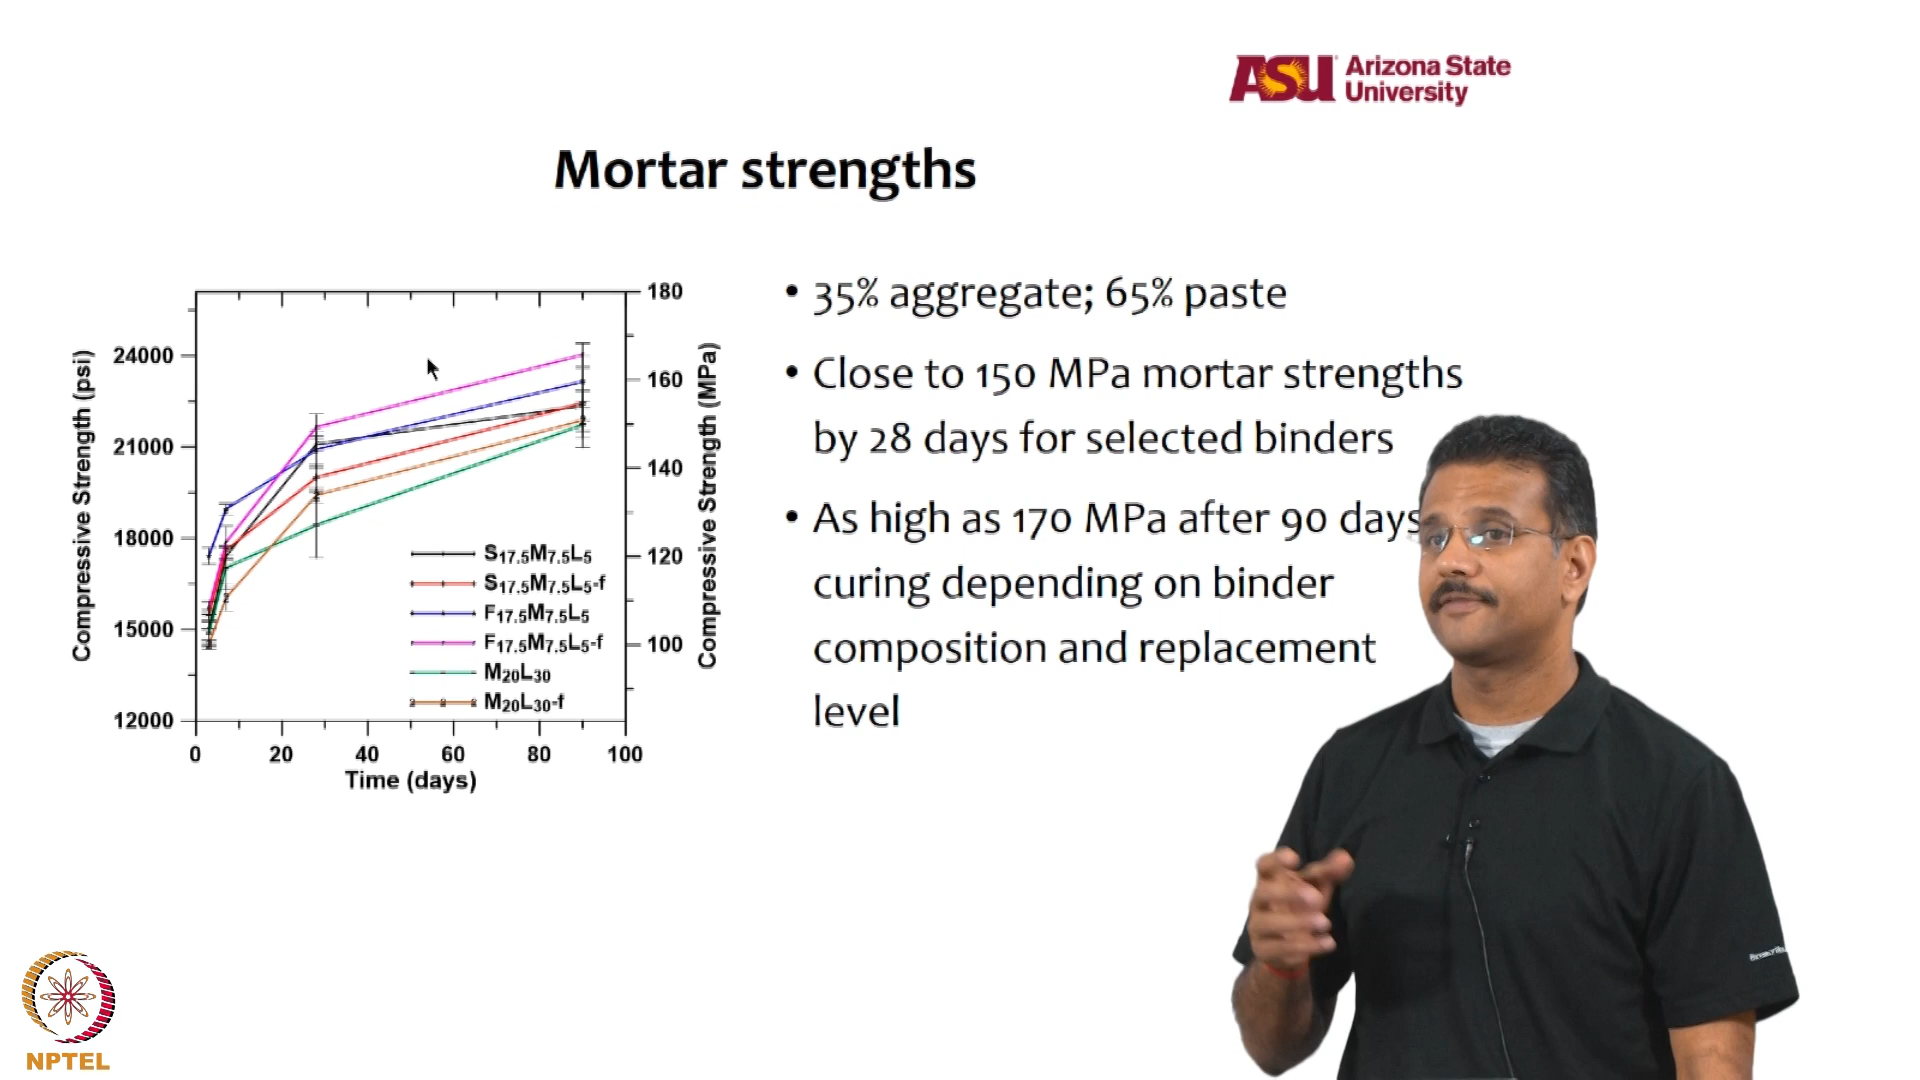 ASU Arizona State
University
Mortar strengths
• 35% aggregate; 65% paste
• Close to 150 MPa mortar strengths
by 28 days for selected binders
• As high as 170 MPa after 90 days
curing depending on binder
composition and replacement
level
Compressive Strength (psi)
24000
21000
18000
15000
12000
180
160
140
120
100
Compressive Strength (MPa)
S17.5M7.5L5
S17.5M7.5L5-f
F17.5M7.5L5
F17.5M7.5L5-f
M20L30
M20L30-f
0 20 40 60 80 100
Time (days)
NPTEL